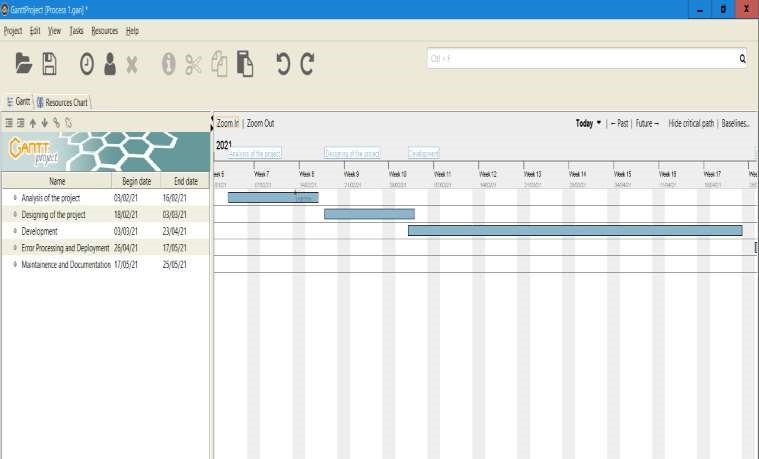 GanttProject [Process 1.gan] *
Project Edit View Tasks Resources Help
Ctrl + F
Gantt Resources Chart
Zoom In | Zoom Out Today | ← Past | Future → Hide critical path | Baselines...
GANTT
project
2021
Analysis of the project Designing of the project Development
Name Begin date End date
Week 7 Week 8 Week 9 Week 10 Week 11 Week 12 Week 13 Week 14 Week 15 Week 16 Week 17
Analysis of the project 03/02/21 16/02/21
Designing of the project 18/02/21 03/03/21
Development 03/03/21 23/04/21
Error Processing and Deployment 26/04/21 17/05/21
Maintainence and Documentation 17/05/21 25/05/21